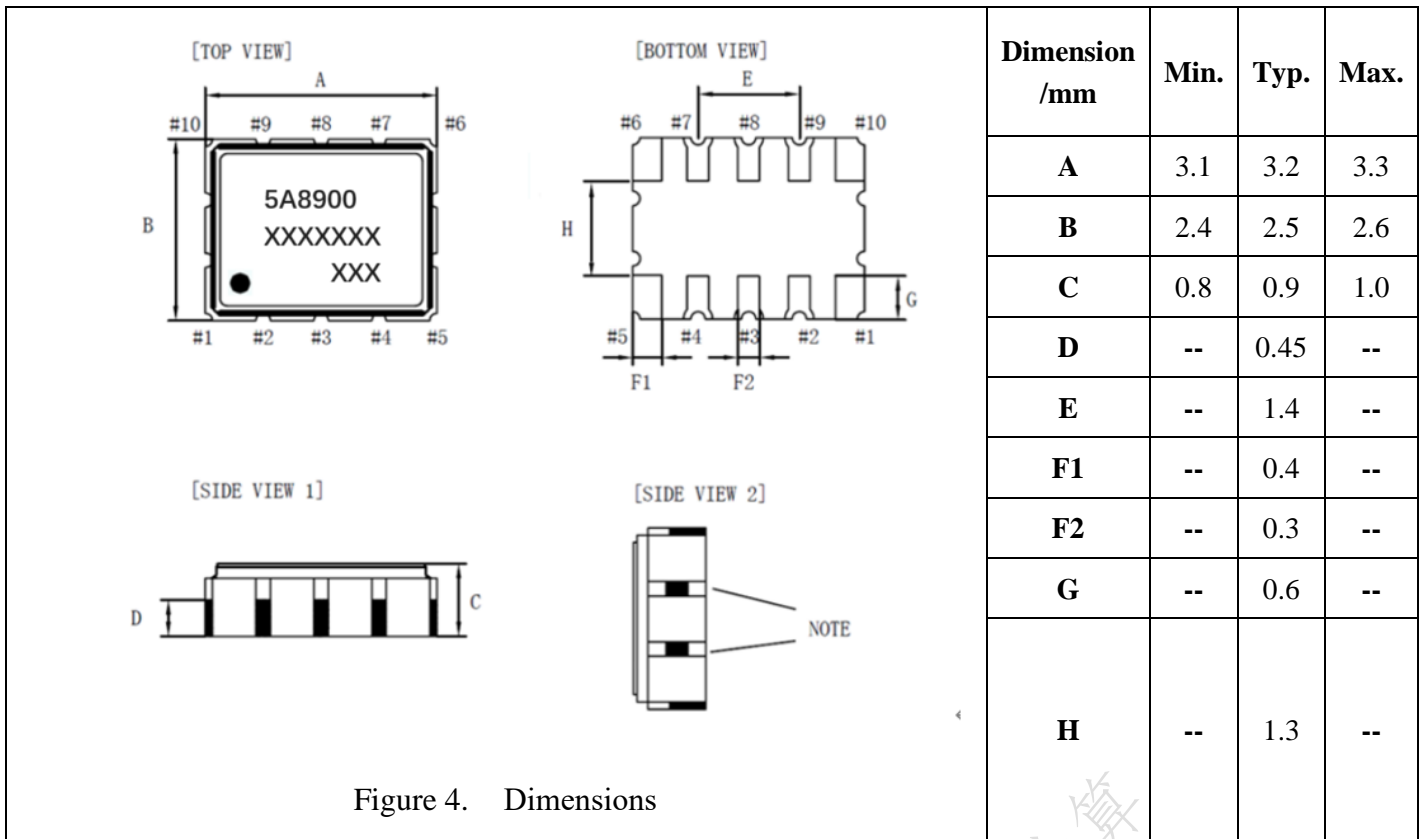 [TOP VIEW]
A
#10 #9 #8 #7 #6
B
5A8900
XXXXXXX
XXX
#1 #2 #3 #4 #5
[BOTTOM VIEW]
E
#6 #7 #8 #9 #10
H
G
#5 #4 #3 #2 #1
F1 F2
[SIDE VIEW 1]
D
C
[SIDE VIEW 2]
NOTE
Figure 4. Dimensions
Dimension
/mm Min. Typ. Max.
A 3.1 3.2 3.3
B 2.4 2.5 2.6
C 0.8 0.9 1.0
D -- 0.45 --
E -- 1.4 --
F1 -- 0.4 --
F2 -- 0.3 --
G -- 0.6 --
H -- 1.3 --
算